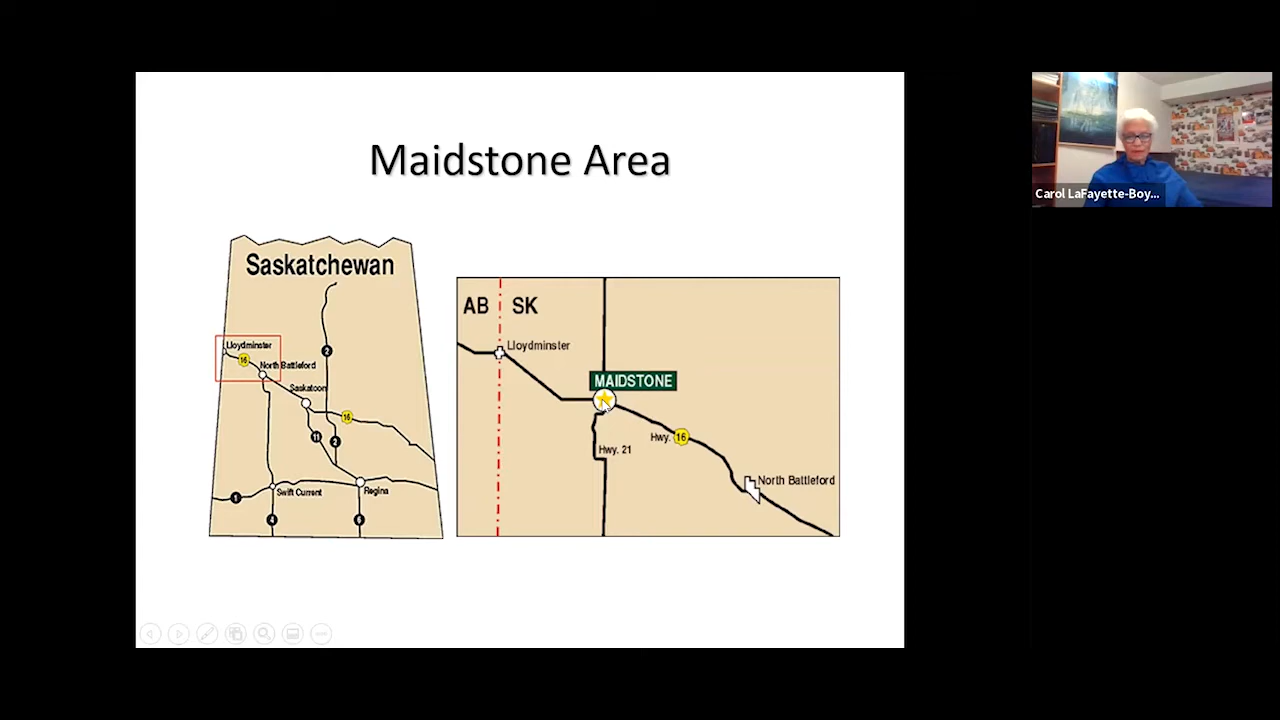 Maidstone Area
Saskatchewan
Lloydminster
16
North Battleford
2
Saskatoon
16
11
2
1
Swift Current
Regina
4
6
AB
SK
Lloydminster
MAIDSTONE
Hwy. 21
Hwy. 16
North Battleford
Carol LaFayette-Boy...